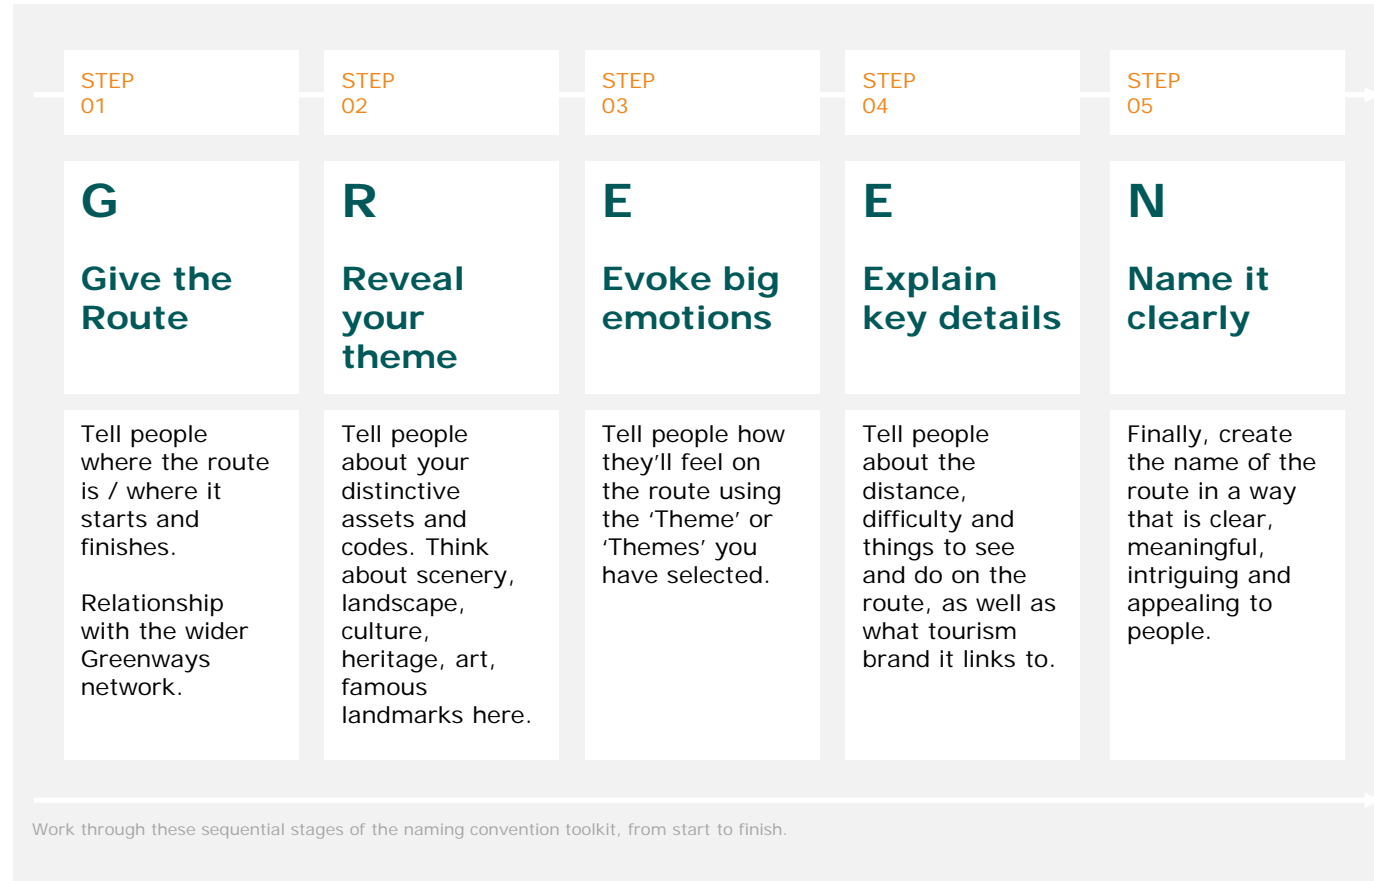 STEP
01
STEP
02
STEP
03
STEP
04
STEP
05
G
Give the
Route
R
Reveal
your
theme
E
Evoke big
emotions
E
Explain
key details
N
Name it
clearly
Tell people
where the route
is / where it
starts and
finishes.
Relationship
with the wider
Greenways
network.
Tell people
about your
distinctive
assets and
codes. Think
about scenery,
landscape,
culture,
heritage, art,
famous
landmarks here.
Tell people how
they’ll feel on
the route using
the ‘Theme’ or
‘Themes’ you
have selected.
Tell people
about the
distance,
difficulty and
things to see
and do on the
route, as well as
what tourism
brand it links to.
Finally, create
the name of the
route in a way
that is clear,
meaningful,
intriguing and
appealing to
people.
Work through these sequential stages of the naming convention toolkit, from start to finish.